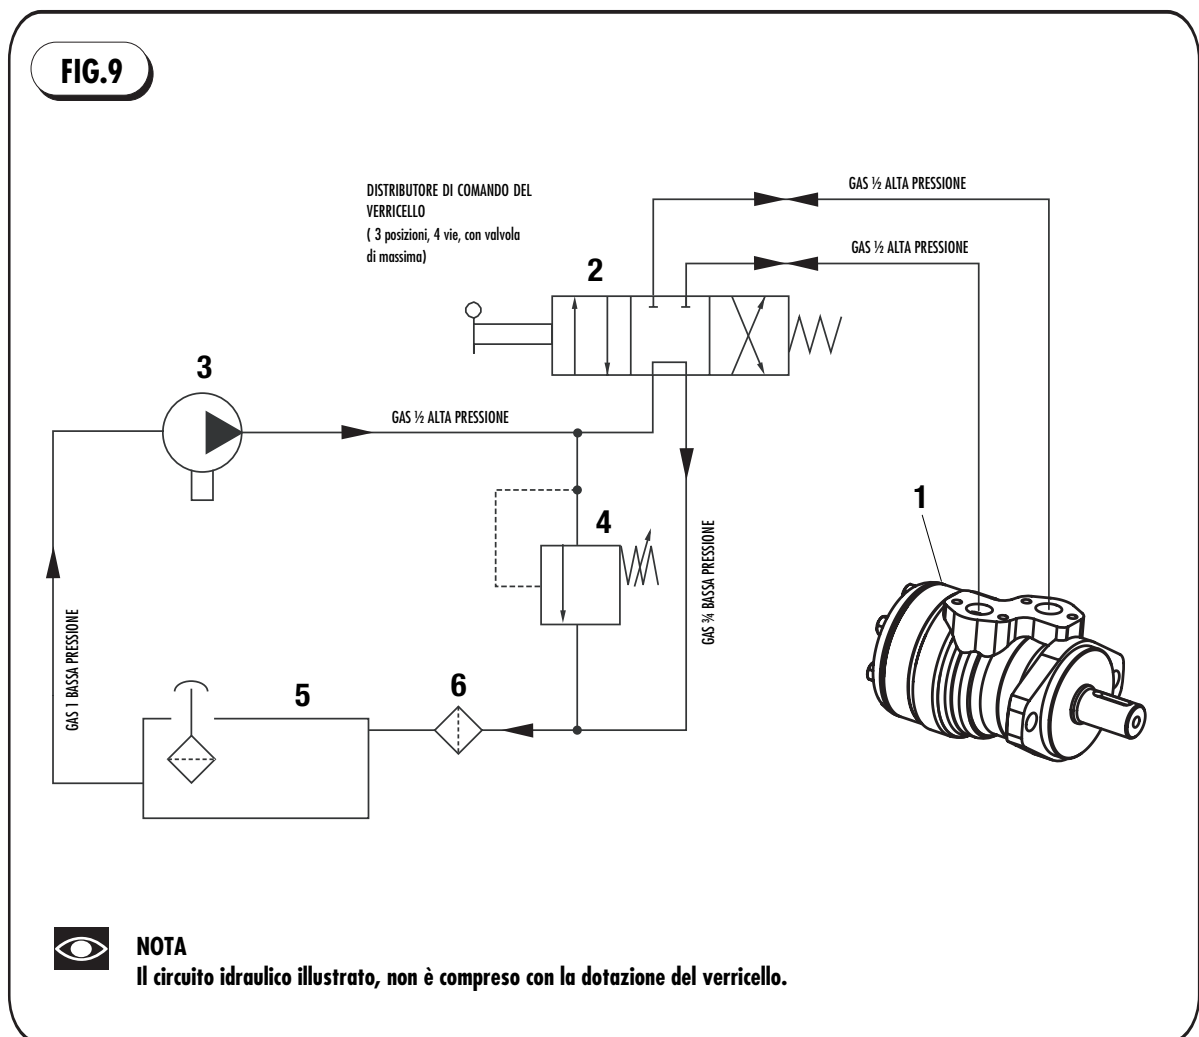 FIG.9
DISTRIBUTORE DI COMANDO DEL
VERRICELLO
( 3 posizioni, 4 vie, con valvola
di massima)
GAS ½ ALTA PRESSIONE
GAS ½ ALTA PRESSIONE
2
3
GAS ½ ALTA PRESSIONE
1
4
GAS ¾ BASSA PRESSIONE
GAS 1 BASSA PRESSIONE
5
6
NOTA
Il circuito idraulico illustrato, non è compreso con la dotazione del verricello.